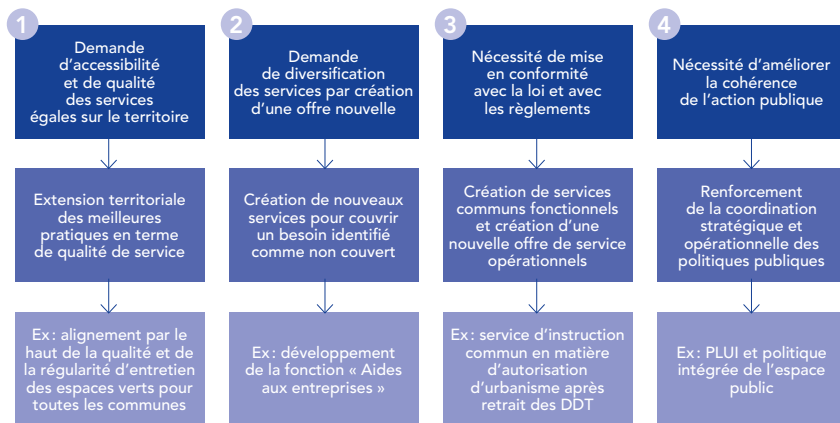 1
Demande
d'accessibilité
et de qualité
des services
égales sur le territoire
Extension territoriale
des meilleures
pratiques en terme
de qualité de service
Ex : alignement par le
haut de la qualité et de
la régularité d'entretien
des espaces verts pour
toutes les communes
2
Demande
de diversification
des services par création
d'une offre nouvelle
Création de nouveaux
services pour couvrir
un besoin identifié
comme non couvert
Ex : développement
de la fonction « Aides
aux entreprises »
3
Nécessité de mise
en conformité
avec la loi et avec
les règlements
Création de services
communs fonctionnels
et création d'une
nouvelle offre de service
opérationnels
Ex : service d'instruction
commun en matière
d'autorisation
d'urbanisme après
retrait des DDT
4
Nécessité d'améliorer
la cohérence
de l'action publique
Renforcement
de la coordination
stratégique et
opérationnelle des
politiques publiques
Ex : PLUI et politique
intégrée de l'espace
public